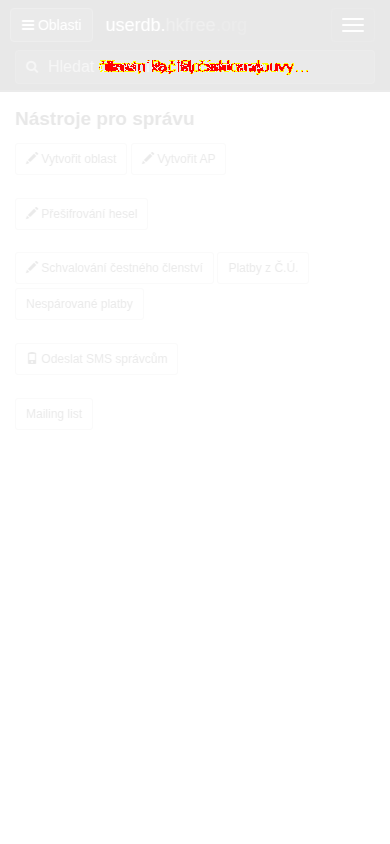 Oblasti userdb.hkfree.org
Hledat
Nástroje pro správu
Vytvořit oblast Vytvořit AP
Přešifrování hesel
Schvalování čestného členství Platby z Č.Ú.
Nespárované platby
Odeslat SMS správcům
Mailing list